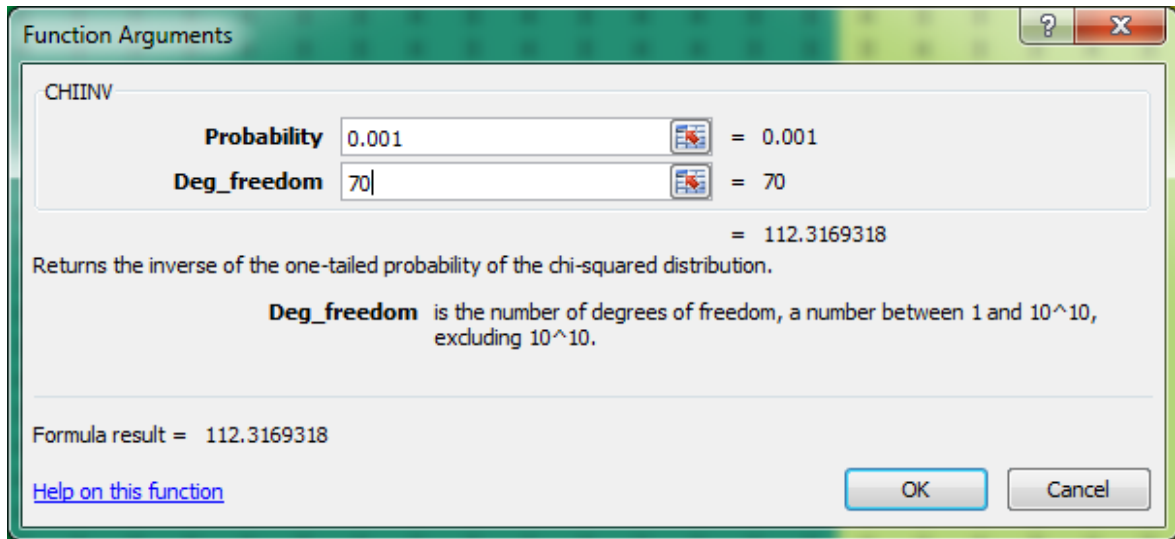 Function Arguments
CHIINV
Probability 0.001 = 0.001
Deg_freedom 70 = 70
= 112.3169318
Returns the inverse of the one-tailed probability of the chi-squared distribution.
Deg_freedom is the number of degrees of freedom, a number between 1 and 10^10,
excluding 10^10.
Formula result = 112.3169318
Help on this function OK Cancel